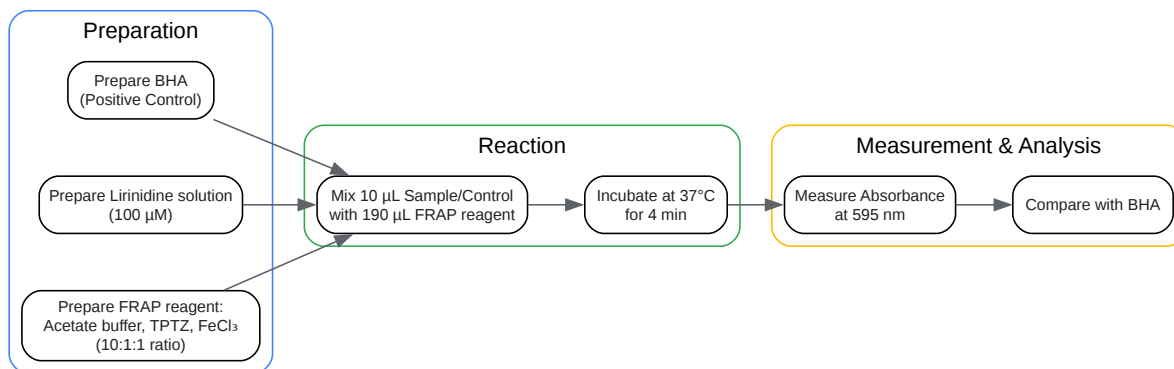 Preparation
Prepare BHA
(Positive Control)
Prepare Lirinidine solution
(100 µM)
Prepare FRAP reagent:
Acetate buffer, TPTZ, FeCl₃
(10:1:1 ratio)
Reaction
Mix 10 µL Sample/Control
with 190 µL FRAP reagent
Incubate at 37°C
for 4 min
Measurement & Analysis
Measure Absorbance
at 595 nm
Compare with BHA